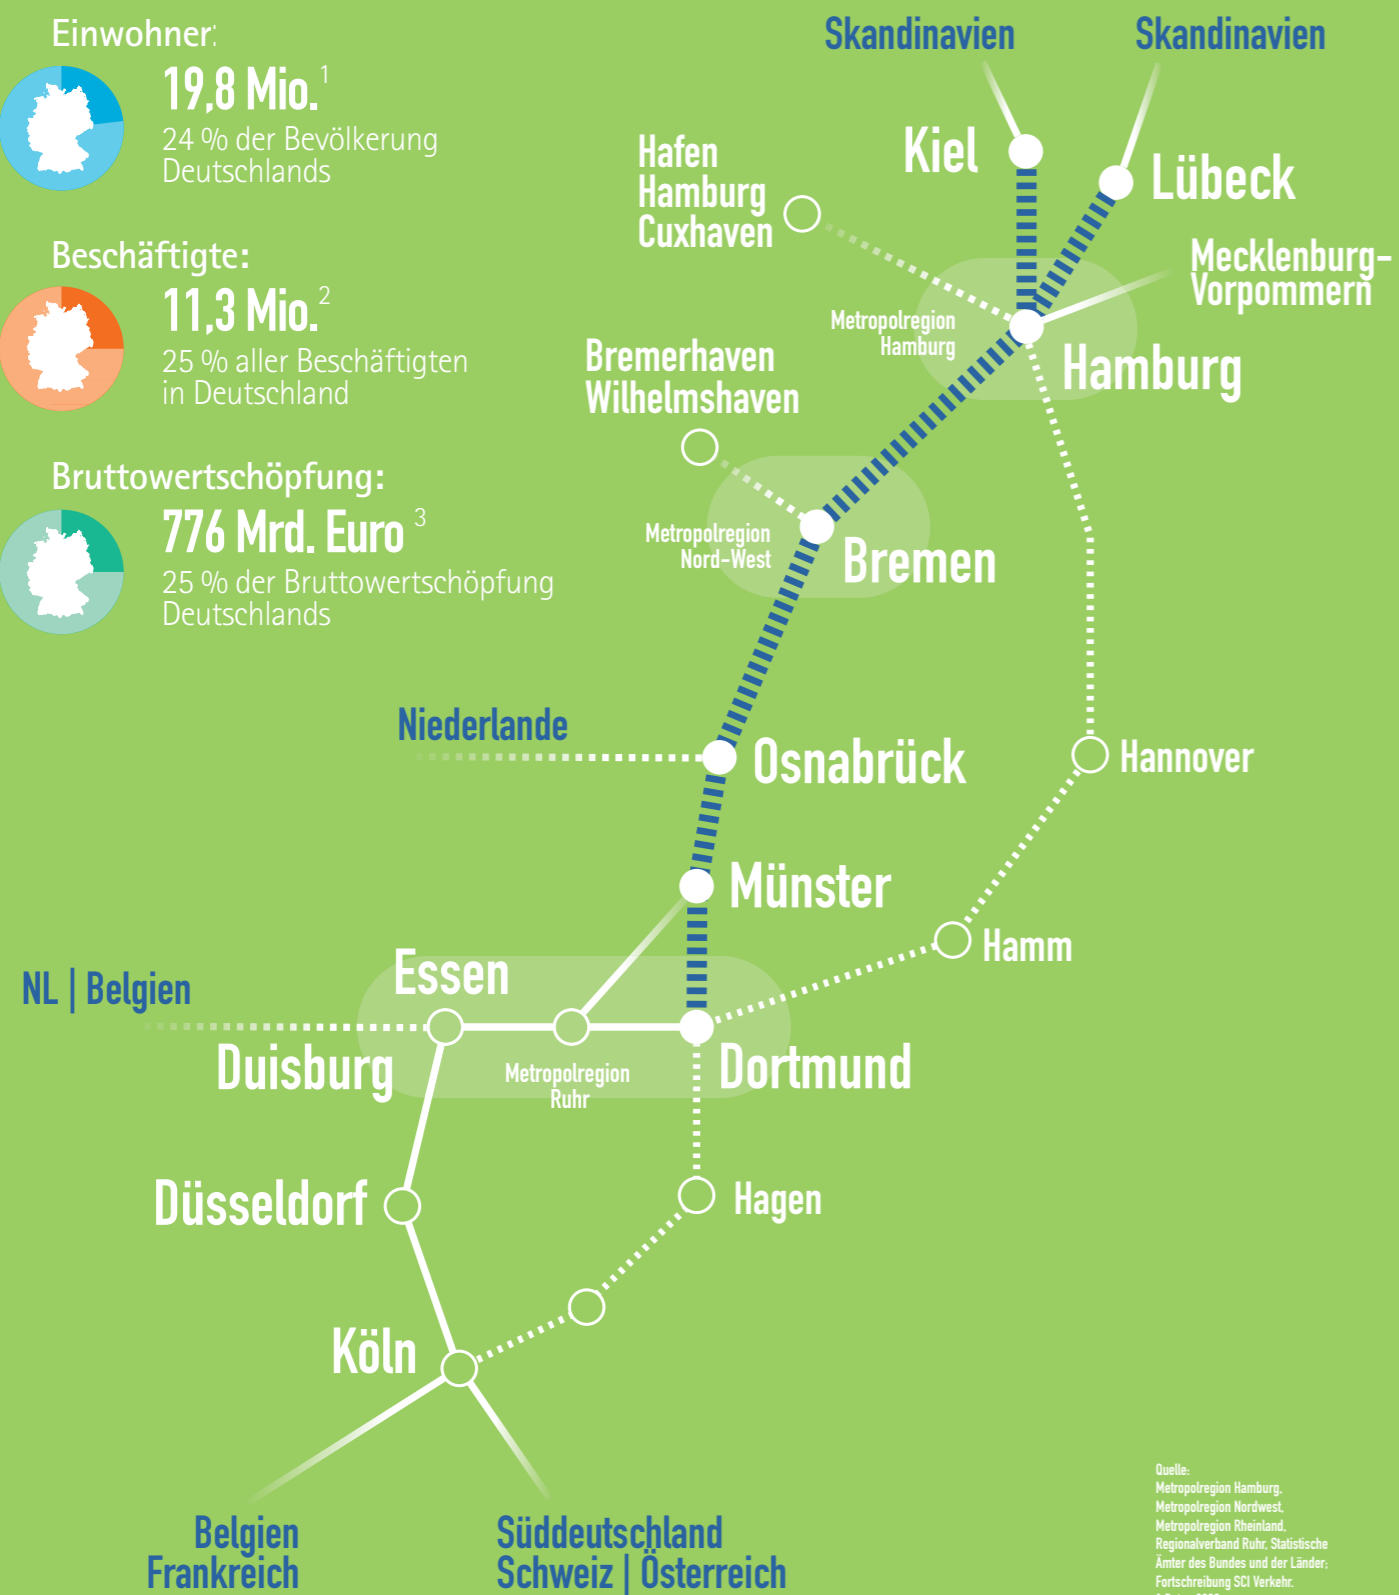 Einwohner:
19,8 Mio.¹
24 % der Bevölkerung
Deutschlands
Beschäftigte:
11,3 Mio.²
25 % aller Beschäftigten
in Deutschland
Bruttowertschöpfung:
776 Mrd. Euro ³
25 % der Bruttowertschöpfung
Deutschlands
Skandinavien
Skandinavien
Kiel
Lübeck
Hafen
Hamburg
Cuxhaven
Mecklenburg-
Vorpommern
Metropolregion
Hamburg
Hamburg
Bremerhaven
Wilhelmshaven
Metropolregion
Nord-West
Bremen
Niederlande
Osnabrück
Hannover
Münster
Hamm
Essen
NL | Belgien
Duisburg
Metropolregion
Ruhr
Dortmund
Düsseldorf
Hagen
Köln
Belgien
Frankreich
Süddeutschland
Schweiz | Österreich
Quelle:
Metropolregion Hamburg,
Metropolregion Nordwest,
Metropolregion Rheinland,
Regionalverband Ruhr, Statistische
Ämter des Bundes und der Länder;
Fortschreibung SCI Verkehr.